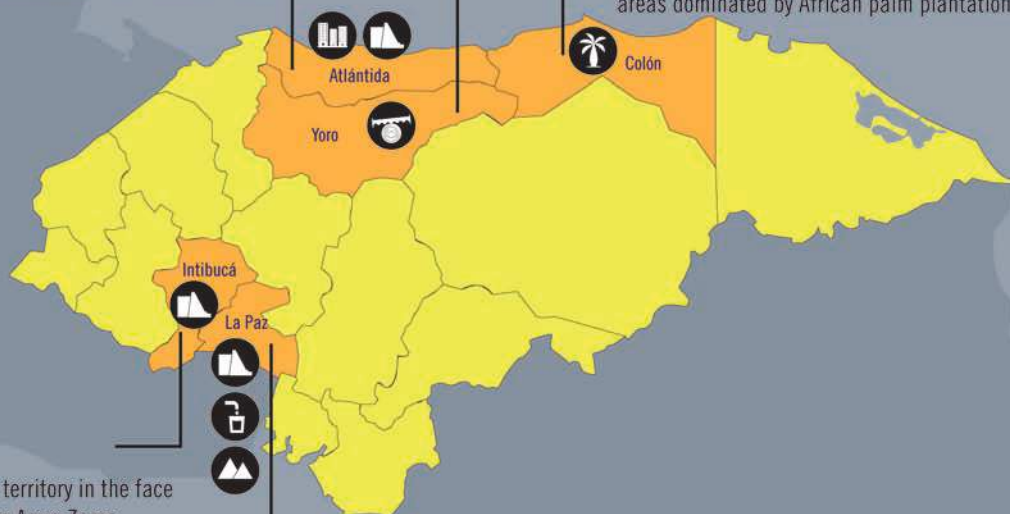 areas dominated by African palm plantation
Atlántida
Colón
Yoro
Intibucá
La Paz
territory in the face